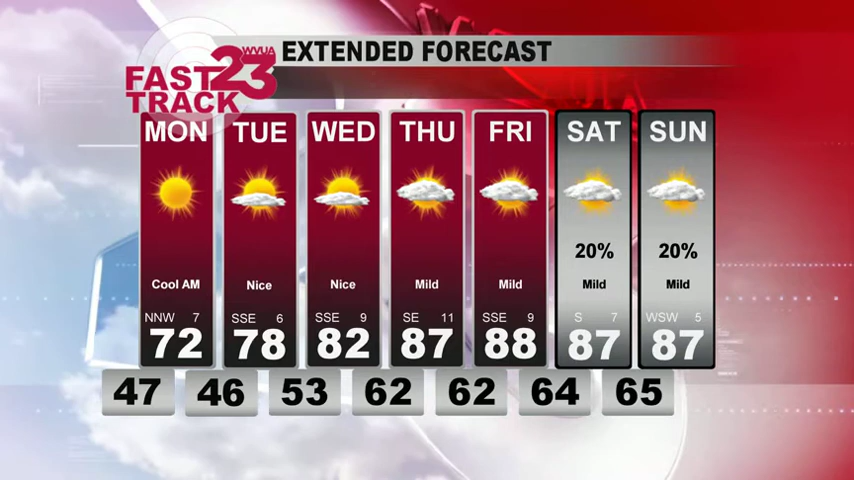 WVUA
23
FAST
TRACK
EXTENDED FORECAST
MON TUE WED THU FRI SAT SUN
20% 20%
Cool AM Nice Nice Mild Mild Mild Mild
NNW 7 SSE 6 SSE 9 SE 11 SSE 9 S 7 WSW 5
72 78 82 87 88 87 87
47 46 53 62 62 64 65